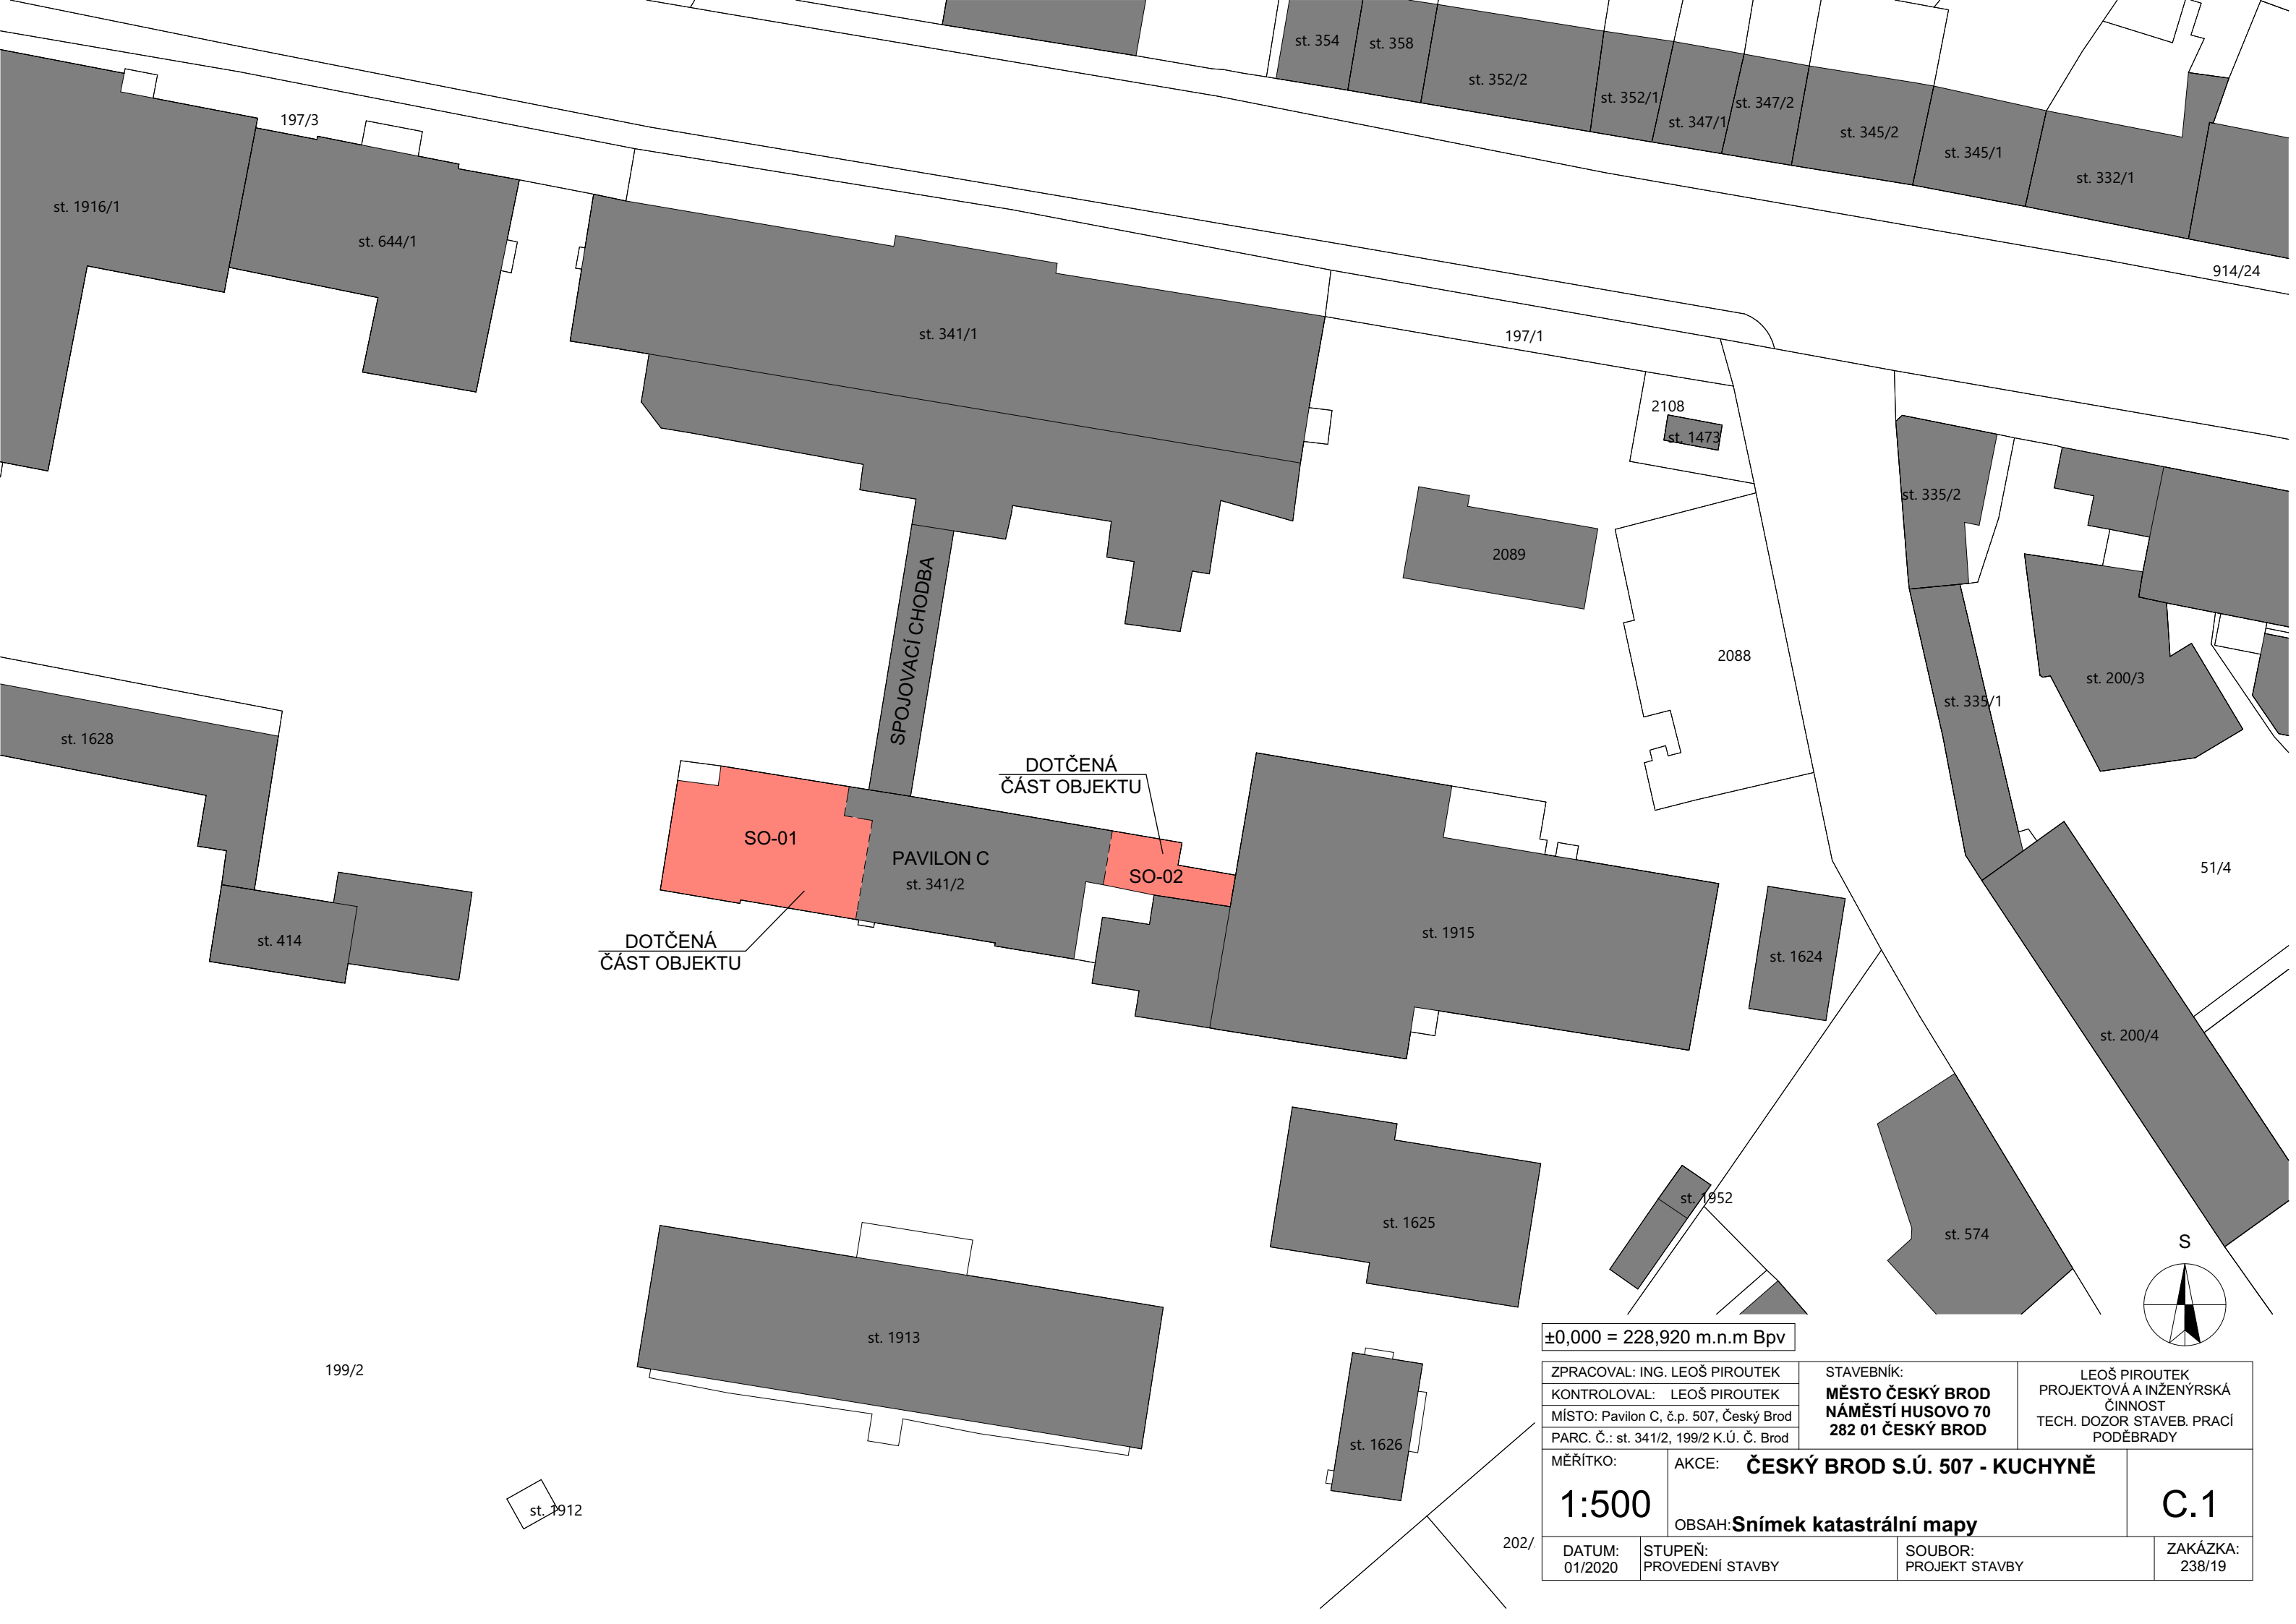 st. 354
st. 358
st. 352/2
st. 352/1
st. 347/1
st. 347/2
st. 345/2
st. 345/1
st. 332/1
914/24
197/3
st. 1916/1
st. 644/1
st. 341/1
197/1
2108
st. 1473
st. 335/2
2089
2088
st. 200/3
st. 335/1
SPOJOVACÍ CHODBA
st. 1628
DOTČENÁ
ČÁST OBJEKTU
SO-01
PAVILON C
st. 341/2
SO-02
51/4
st. 414
DOTČENÁ
ČÁST OBJEKTU
st. 1915
st. 1624
st. 200/4
st. 1952
st. 1625
st. 574
S
st. 1913
199/2
st. 1626
st. 1912
202/
±0,000 = 228,920 m.n.m Bpv
ZPRACOVAL: ING. LEOŠ PIROUTEK
KONTROLOVAL: LEOŠ PIROUTEK
MÍSTO: Pavilon C, č.p. 507, Český Brod
PARC. Č.: st. 341/2, 199/2 K.Ú. Č. Brod
STAVEBNÍK:
MĚSTO ČESKÝ BROD
NÁMĚSTÍ HUSOVO 70
282 01 ČESKÝ BROD
LEOŠ PIROUTEK
PROJEKTOVÁ A INŽENÝRSKÁ
ČINNOST
TECH. DOZOR STAVEB. PRACÍ
PODĚBRADY
MĚŘÍTKO:
1:500
AKCE: ČESKÝ BROD S.Ú. 507 - KUCHYNĚ
OBSAH: Snímek katastrální mapy
C.1
DATUM:
01/2020
STUPEŇ:
PROVEDENÍ STAVBY
SOUBOR:
PROJEKT STAVBY
ZAKÁZKA:
238/19